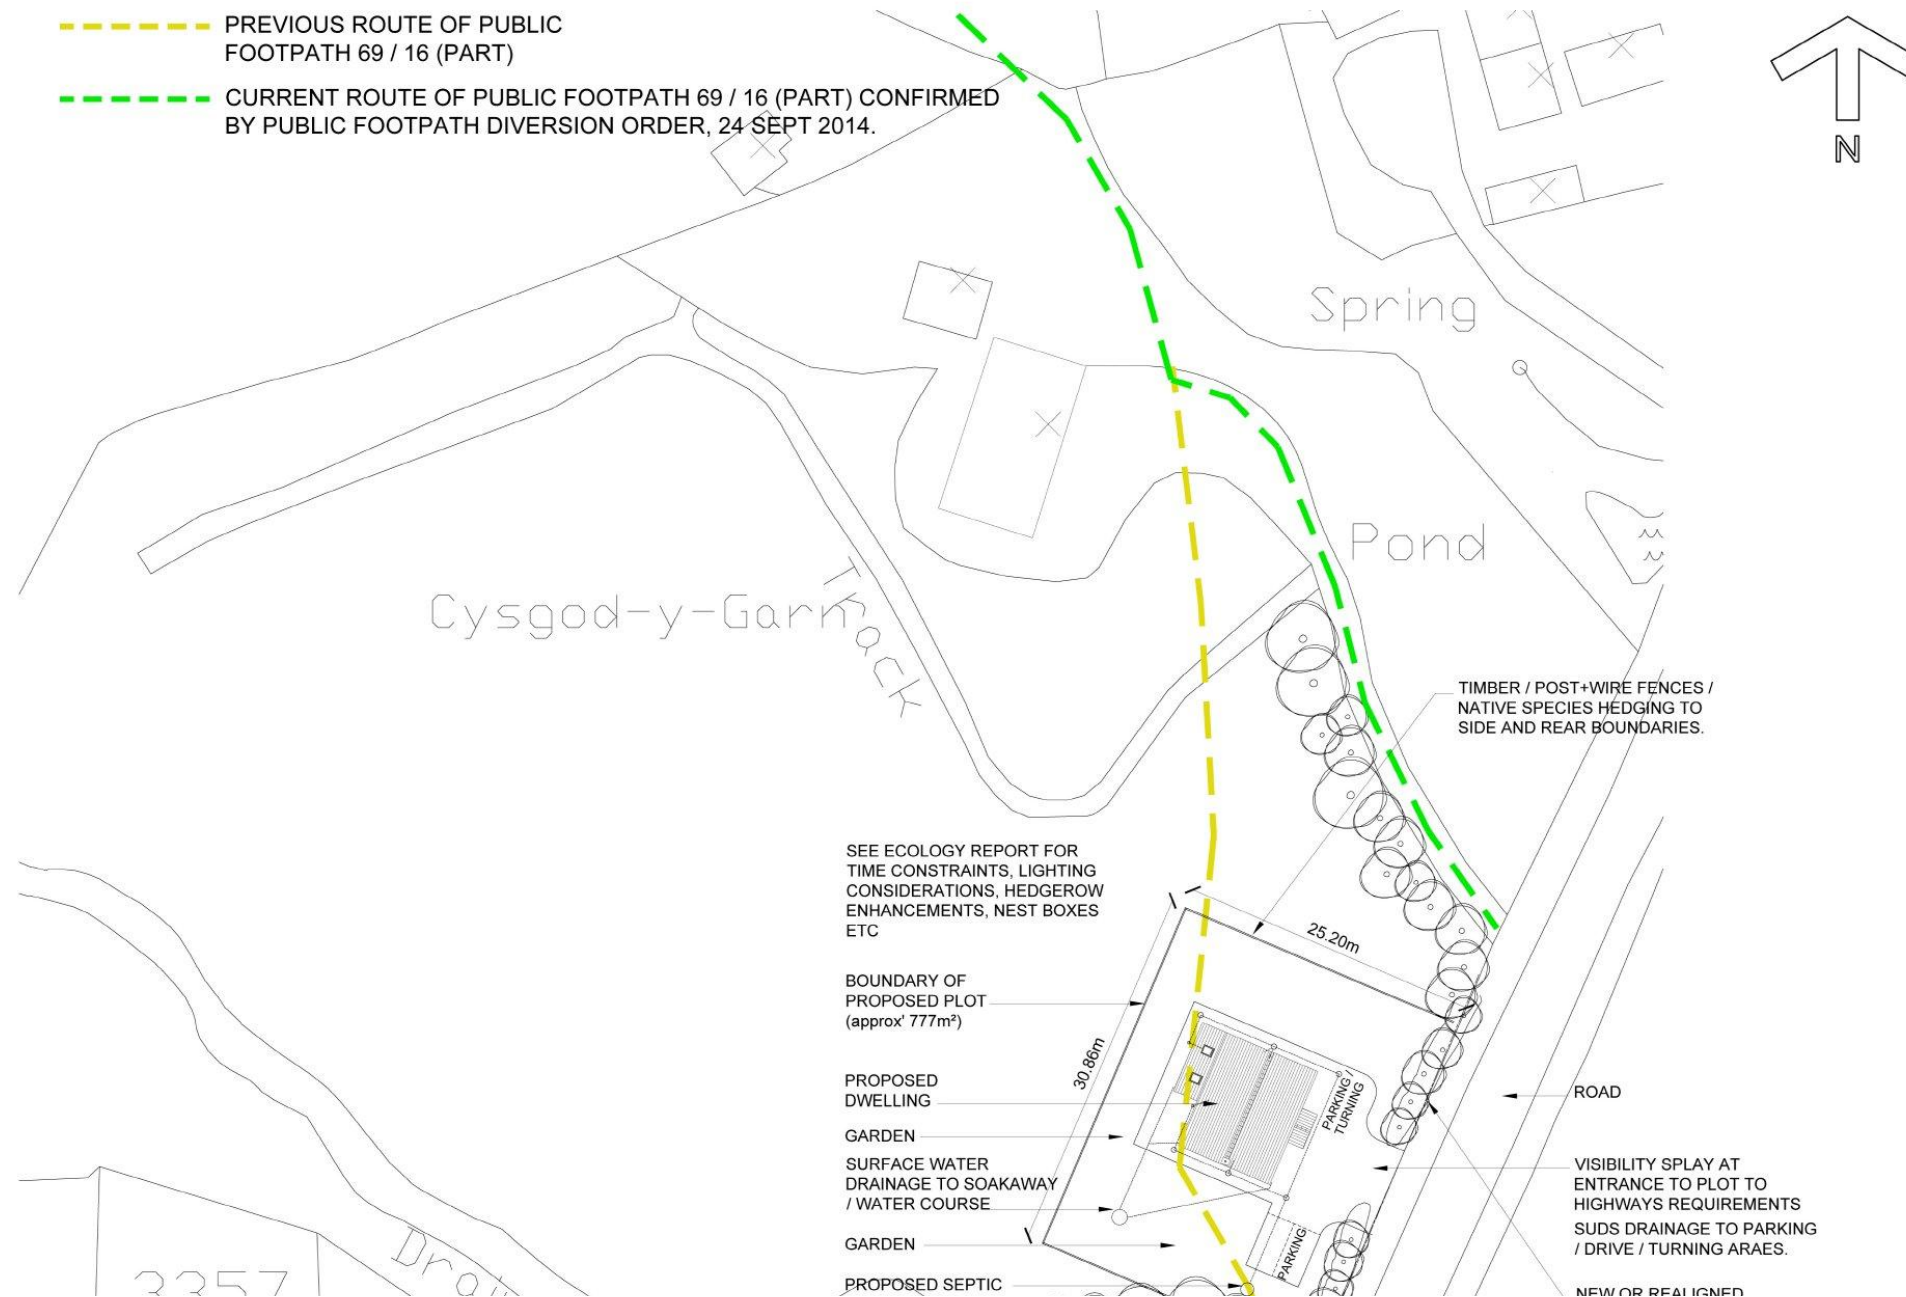 PREVIOUS ROUTE OF PUBLIC
FOOTPATH 69 / 16 (PART)
CURRENT ROUTE OF PUBLIC FOOTPATH 69 / 16 (PART) CONFIRMED
BY PUBLIC FOOTPATH DIVERSION ORDER, 24 SEPT 2014.
N
Spring
Pond
Cysgod-y-Garn
Track
TIMBER / POST+WIRE FENCES /
NATIVE SPECIES HEDGING TO
SIDE AND REAR BOUNDARIES.
SEE ECOLOGY REPORT FOR
TIME CONSTRAINTS, LIGHTING
CONSIDERATIONS, HEDGEROW
ENHANCEMENTS, NEST BOXES
ETC
25.20m
BOUNDARY OF
PROPOSED PLOT
(approx' 777m²)
30.86m
PROPOSED
DWELLING
PARKING /
TURNING
ROAD
GARDEN
SURFACE WATER
DRAINAGE TO SOAKAWAY
/ WATER COURSE
VISIBILITY SPLAY AT
ENTRANCE TO PLOT TO
HIGHWAYS REQUIREMENTS
SUDS DRAINAGE TO PARKING
/ DRIVE / TURNING ARAES.
GARDEN
PARKING
PROPOSED SEPTIC
NEW OR REALIGNED
3357